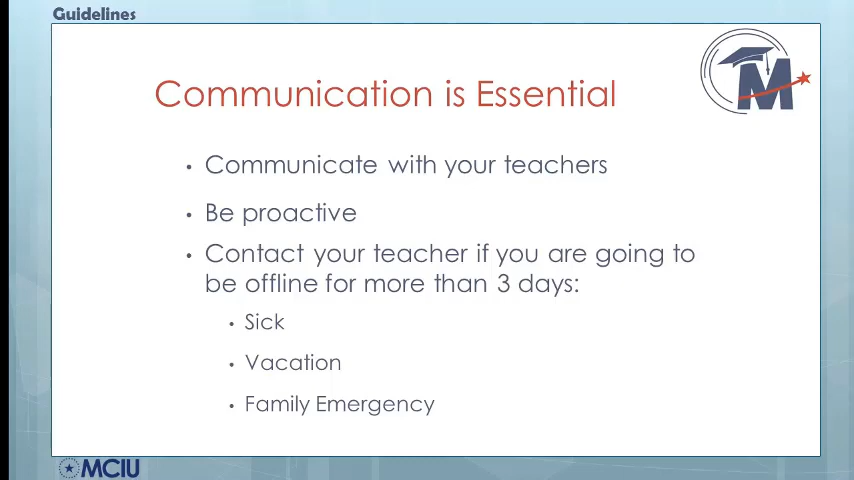 Guidelines
Communication is Essential
M
• Communicate with your teachers
• Be proactive
• Contact your teacher if you are going to
be offline for more than 3 days:
• Sick
• Vacation
• Family Emergency
MCIU